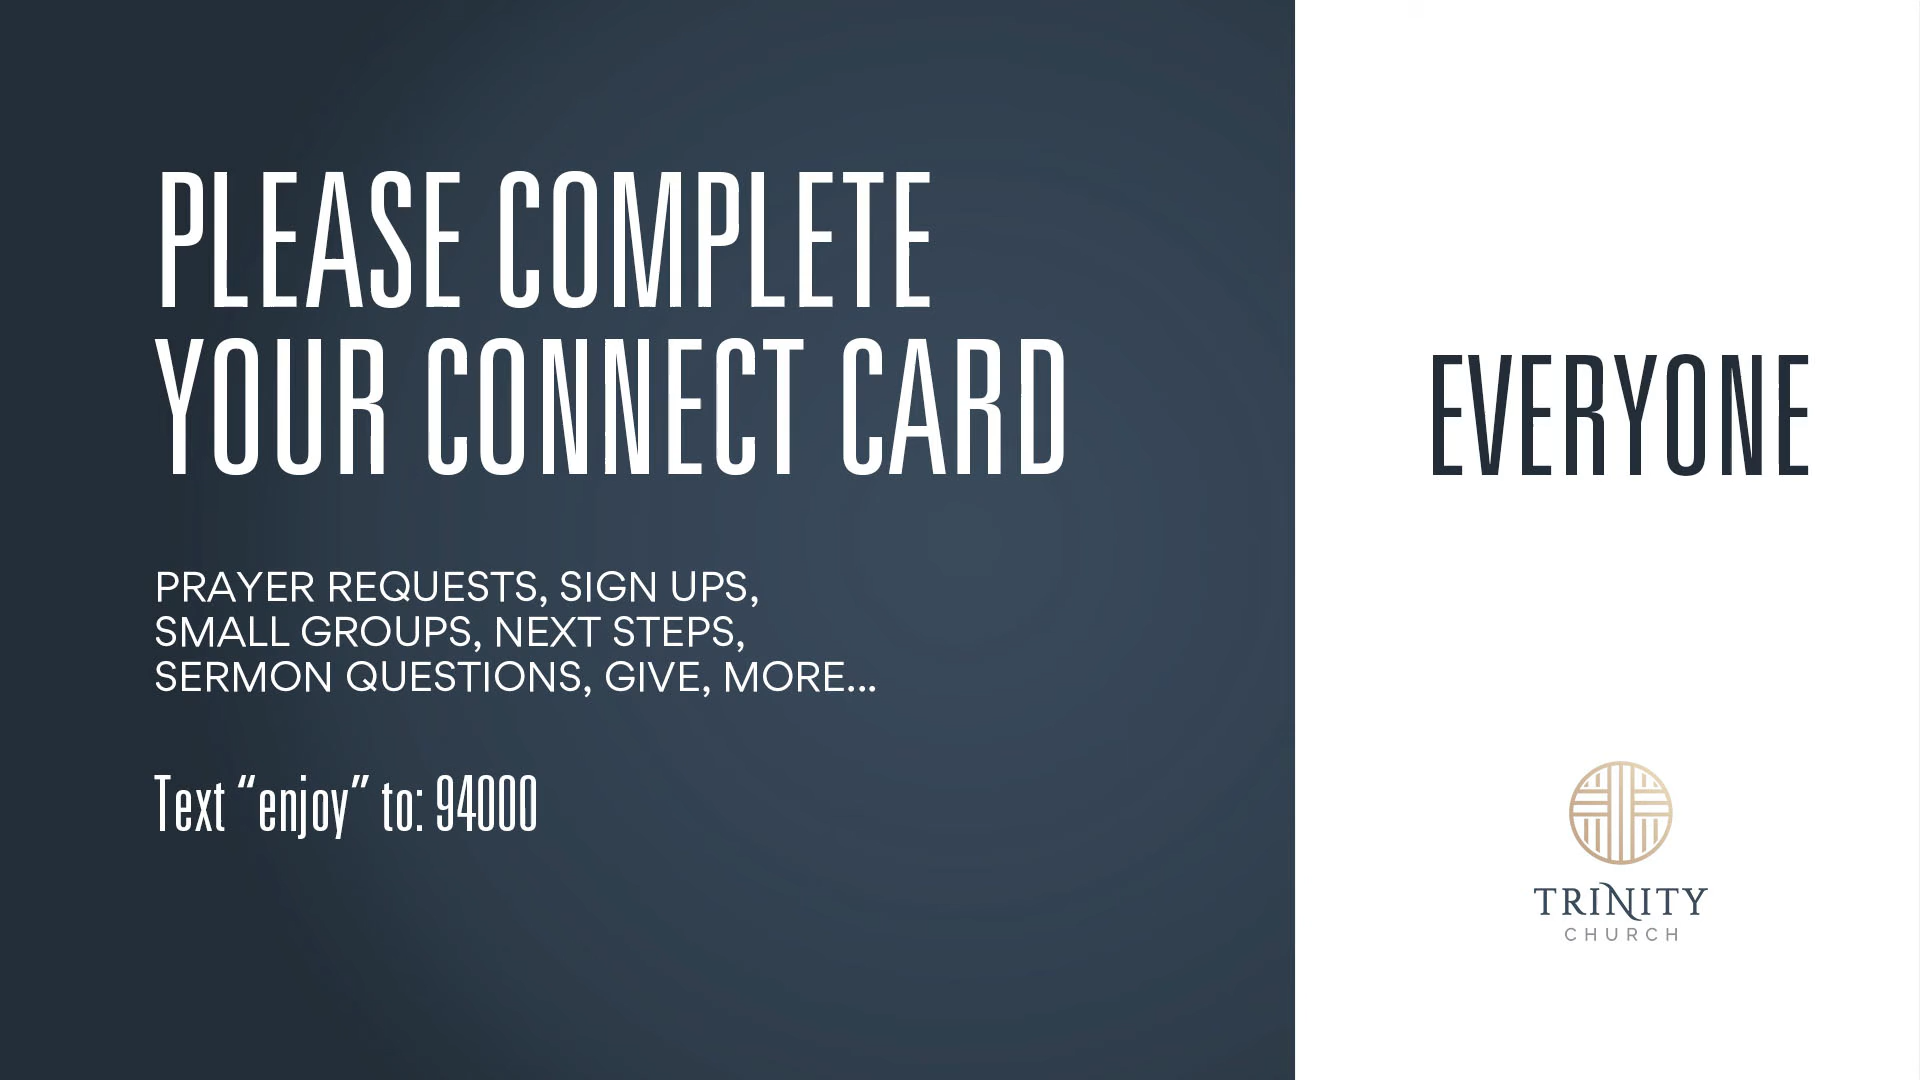 PLEASE COMPLETE
YOUR CONNECT CARD
PRAYER REQUESTS, SIGN UPS,
SMALL GROUPS, NEXT STEPS,
SERMON QUESTIONS, GIVE, MORE...
Text “enjoy” to: 94000
EVERYONE
TRINITY
CHURCH